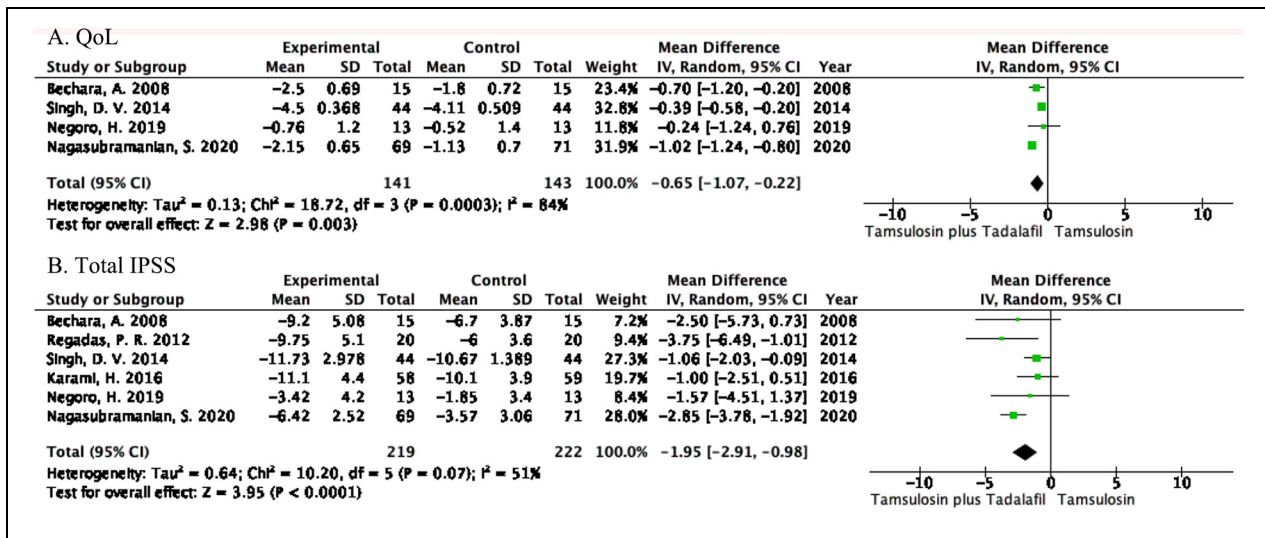 A. QoL
Experimental Control Mean Difference Mean Difference
Study or Subgroup Mean SD Total Mean SD Total Weight IV, Random, 95% CI Year IV, Random, 95% CI
Bechara, A. 2008 −2.5 0.69 15 −1.8 0.72 15 23.4% −0.70 [−1.20, −0.20] 2008
Singh, D. V. 2014 −4.5 0.368 44 −4.11 0.509 44 32.8% −0.39 [−0.58, −0.20] 2014
Negoro, H. 2019 −0.76 1.2 13 −0.52 1.4 13 11.8% −0.24 [−1.24, 0.76] 2019
Nagasubramanian, S. 2020 −2.15 0.65 69 −1.13 0.7 71 31.9% −1.02 [−1.24, −0.80] 2020
Total (95% CI) 141 143 100.0% −0.65 [−1.07, −0.22]
Heterogeneity: Tau² = 0.13; Chi² = 18.72, df = 3 (P = 0.0003); I² = 84%
Test for overall effect: Z = 2.98 (P = 0.003)
−10 −5 0 5 10
Tamsulosin plus Tadalafil Tamsulosin
B. Total IPSS
Experimental Control Mean Difference Mean Difference
Study or Subgroup Mean SD Total Mean SD Total Weight IV, Random, 95% CI Year IV, Random, 95% CI
Bechara, A. 2008 −9.2 5.08 15 −6.7 3.87 15 7.2% −2.50 [−5.73, 0.73] 2008
Regadas, P. R. 2012 −9.75 5.1 20 −6 3.6 20 9.4% −3.75 [−6.49, −1.01] 2012
Singh, D. V. 2014 −11.73 2.978 44 −10.67 1.389 44 27.3% −1.06 [−2.03, −0.09] 2014
Karami, H. 2016 −11.1 4.4 58 −10.1 3.9 59 19.7% −1.00 [−2.51, 0.51] 2016
Negoro, H. 2019 −3.42 4.2 13 −1.85 3.4 13 8.4% −1.57 [−4.51, 1.37] 2019
Nagasubramanian, S. 2020 −6.42 2.52 69 −3.57 3.06 71 28.0% −2.85 [−3.78, −1.92] 2020
Total (95% CI) 219 222 100.0% −1.95 [−2.91, −0.98]
Heterogeneity: Tau² = 0.64; Chi² = 10.20, df = 5 (P = 0.07); I² = 51%
Test for overall effect: Z = 3.95 (P < 0.0001)
−10 −5 0 5 10
Tamsulosin plus Tadalafil Tamsulosin